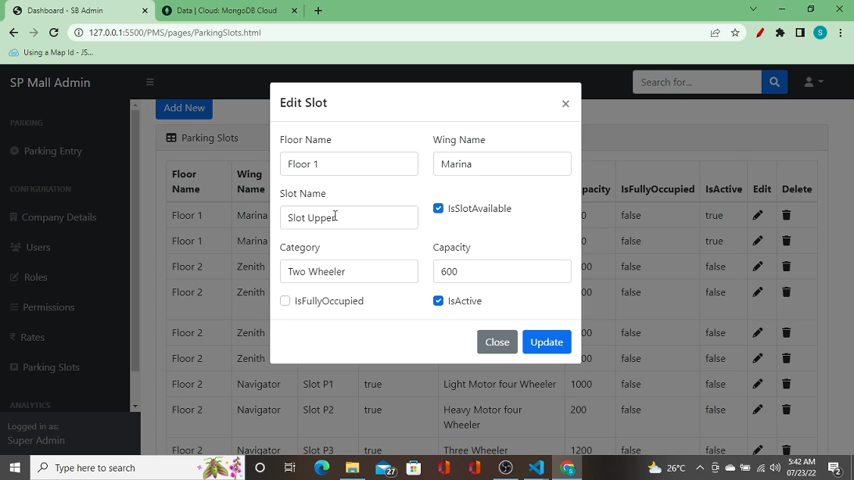 Dashboard - SB Admin
Data | Cloud: MongoDB Cloud
127.0.0.1:5500/PMS/pages/ParkingSlots.html
Using a Map Id - JS...
SP Mall Admin
Search for...
PARKING
Parking Entry
CONFIGURATION
Company Details
Users
Roles
Permissions
Rates
Parking Slots
ANALYTICS
Logged in as:
Super Admin
Add New
Parking Slots
Floor Name Wing Name IsFullyOccupied IsActive Edit Delete
Floor 1 Marina false true
Floor 1 Marina false false
Floor 2 Zenith false false
Floor 2 Zenith false false
Floor 2 Zenith false false
Floor 2 Zenith false false
Floor 2 Navigator Slot P1 true Light Motor four Wheeler 1000 false false
Floor 2 Navigator Slot P2 true Heavy Motor four Wheeler 200 false false
Floor 2 Navigator Slot P3 true Three Wheeler 1200 false false
Edit Slot
×
Floor Name Wing Name
Floor 1 Marina
Slot Name
Slot Upper IsSlotAvailable
Category Capacity
Two Wheeler 600
IsFullyOccupied IsActive
Close Update
Type here to search
27
26°C
5:42 AM
07/23/22
2